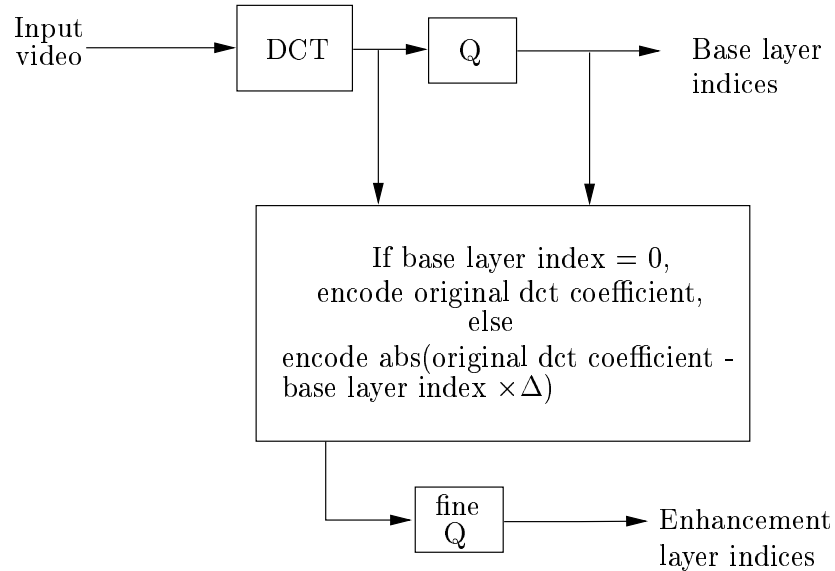 Input
video
DCT
Q
Base layer
indices
If base layer index = 0,
encode original dct coefficient,
else
encode abs(original dct coefficient -
base layer index ×Δ)
fine
Q
Enhancement
layer indices